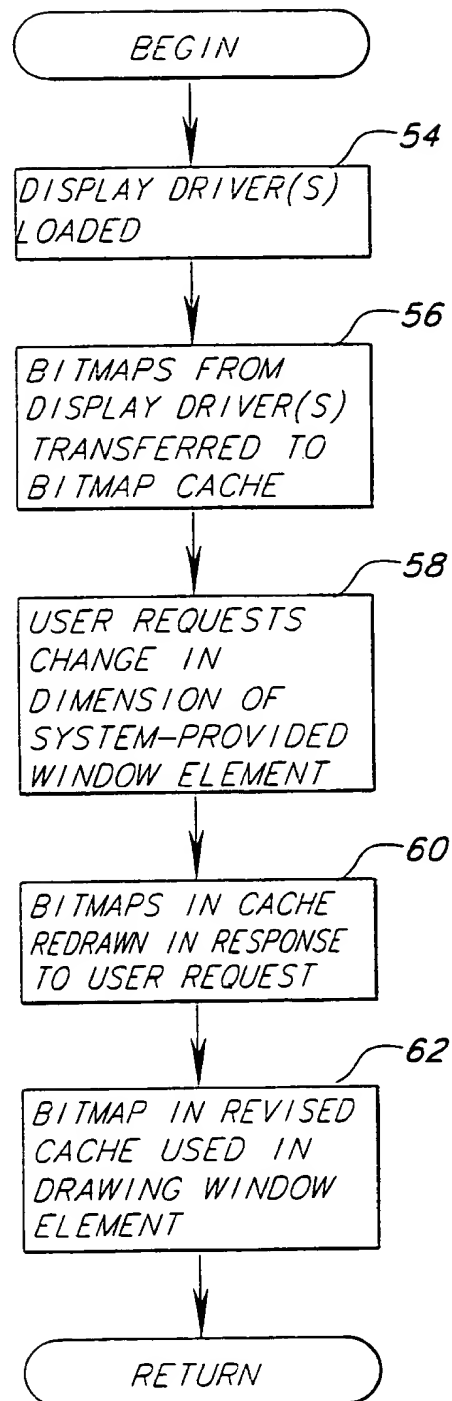 BEGIN
54
DISPLAY DRIVER(S)
LOADED
56
BITMAPS FROM
DISPLAY DRIVER(S)
TRANSFERRED TO
BITMAP CACHE
58
USER REQUESTS
CHANGE IN
DIMENSION OF
SYSTEM-PROVIDED
WINDOW ELEMENT
60
BITMAPS IN CACHE
REDRAWN IN RESPONSE
TO USER REQUEST
62
BITMAP IN REVISED
CACHE USED IN
DRAWING WINDOW
ELEMENT
RETURN